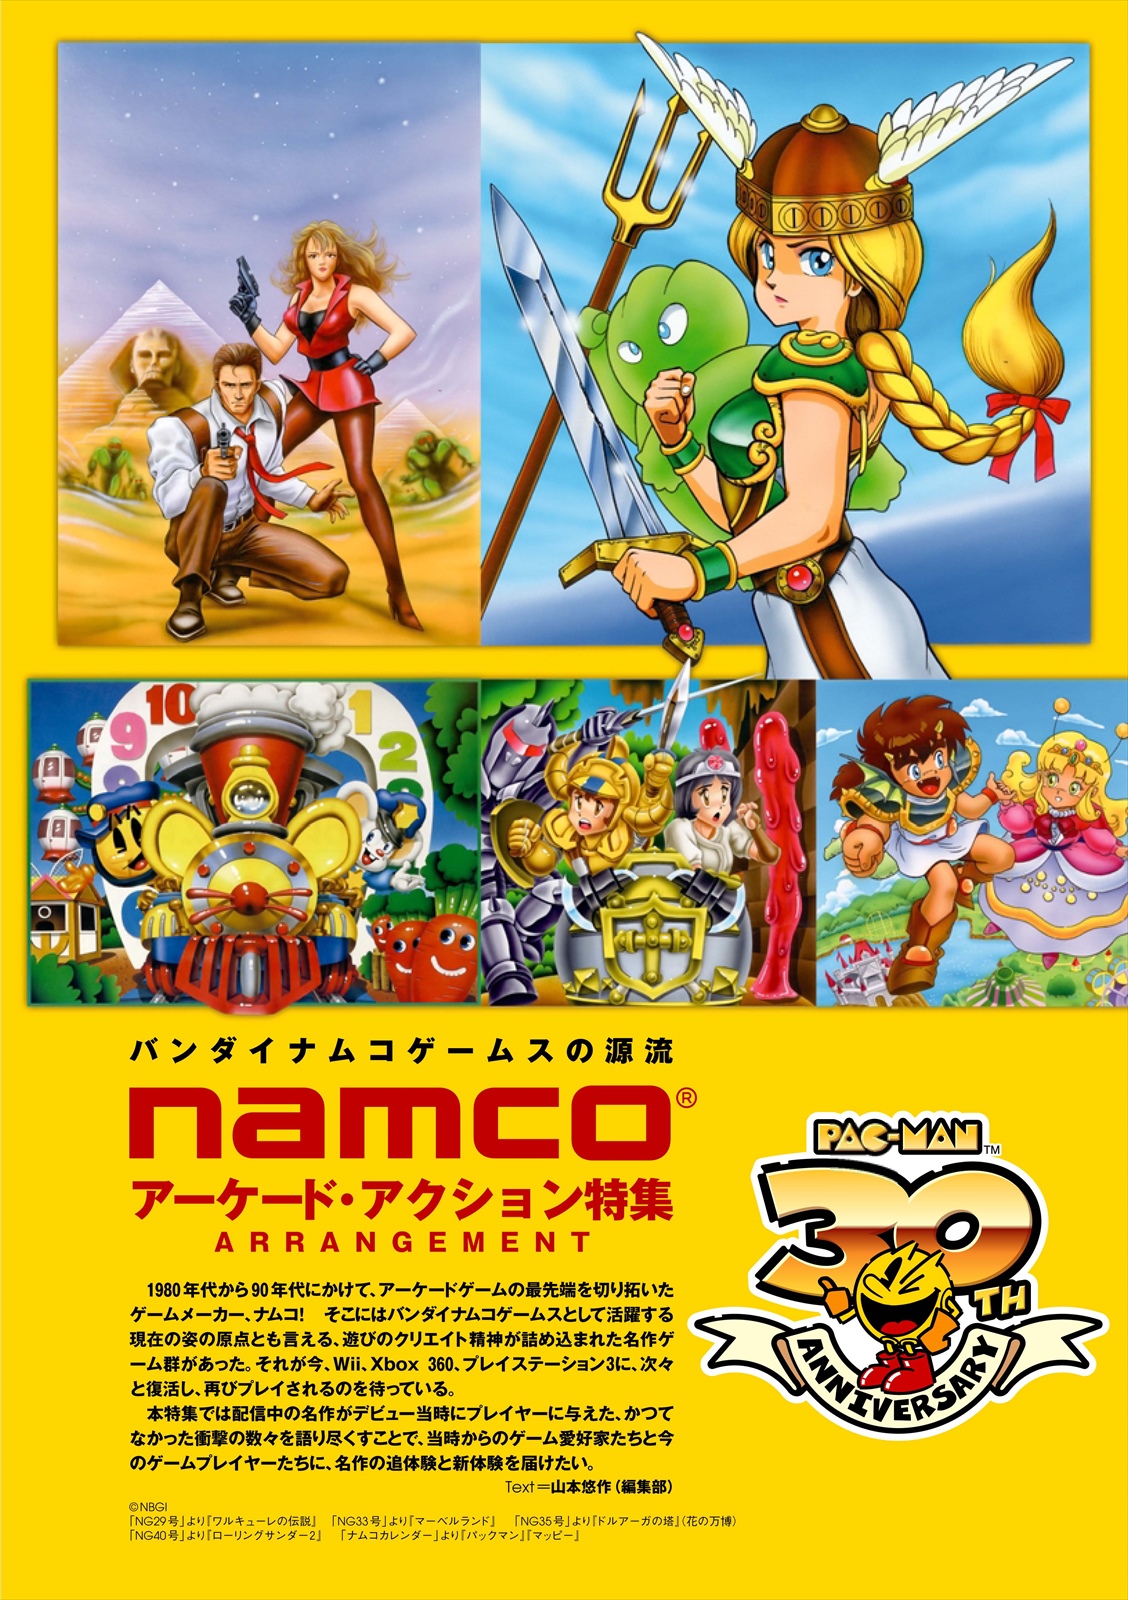 10
1
9
2
8
3
バンダイナムコゲームスの源流
namco®
アーケード・アクション特集
ARRANGEMENT
1980年代から90年代にかけて、アーケードゲームの最先端を切り拓いた
ゲームメーカー、ナムコ！　そこにはバンダイナムコゲームスとして活躍する
現在の姿の原点とも言える、遊びのクリエイト精神が詰め込まれた名作ゲ
ーム群があった。それが今、Wii、Xbox 360、プレイステーション3に、次々
と復活し、再びプレイされるのを待っている。
本特集では配信中の名作がデビュー当時にプレイヤーに与えた、かつて
なかった衝撃の数々を語り尽くすことで、当時からのゲーム愛好家たちと今
のゲームプレイヤーたちに、名作の追体験と新体験を届けたい。
Text＝山本悠作（編集部）
©NBGI
「NG29号」より『ワルキューレの伝説』　「NG33号」より『マーベルランド』　「NG35号」より『ドルアーガの塔』（花の万博）
「NG40号」より『ローリングサンダー2』　「ナムコカレンダー」より『パックマン』『マッピー』
PAC-MAN™
30TH
ANNIVERSARY